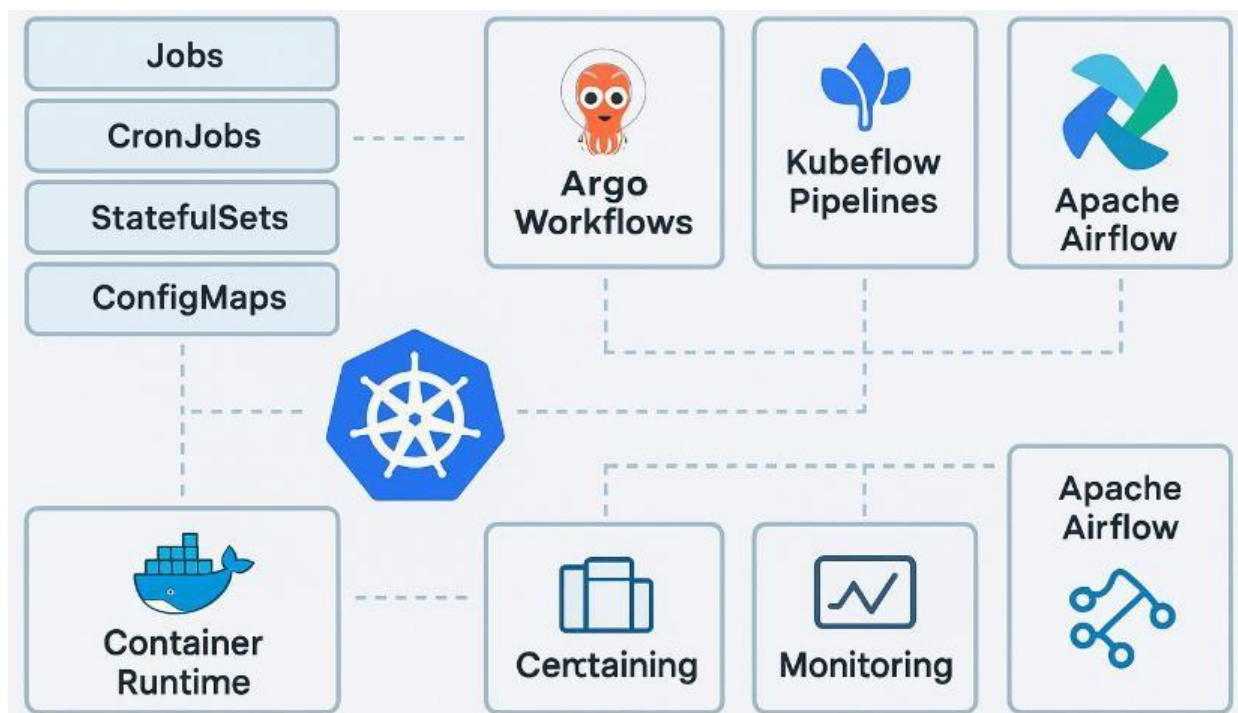 Jobs
CronJobs
StatefulSets
ConfigMaps
Argo
Workflows
Kubeflow
Pipelines
Apache
Airflow
Container
Runtime
Cerctaining
Monitoring
Apache
Airflow